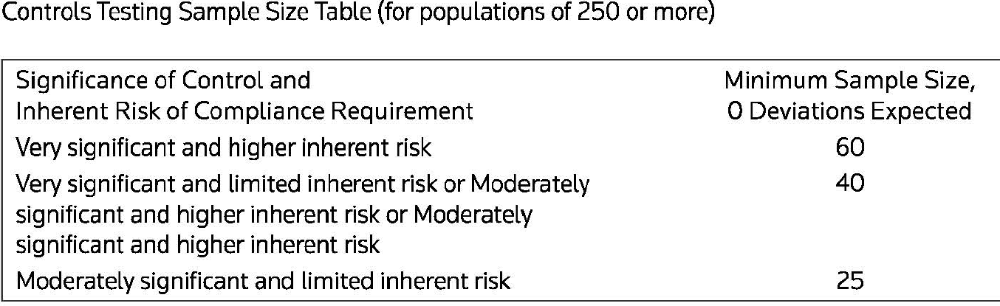 Controls Testing Sample Size Table (for populations of 250 or more)
Significance of Control and
Inherent Risk of Compliance Requirement
Minimum Sample Size,
0 Deviations Expected
Very significant and higher inherent risk
60
Very significant and limited inherent risk or Moderately
significant and higher inherent risk or Moderately
significant and higher inherent risk
40
Moderately significant and limited inherent risk
25